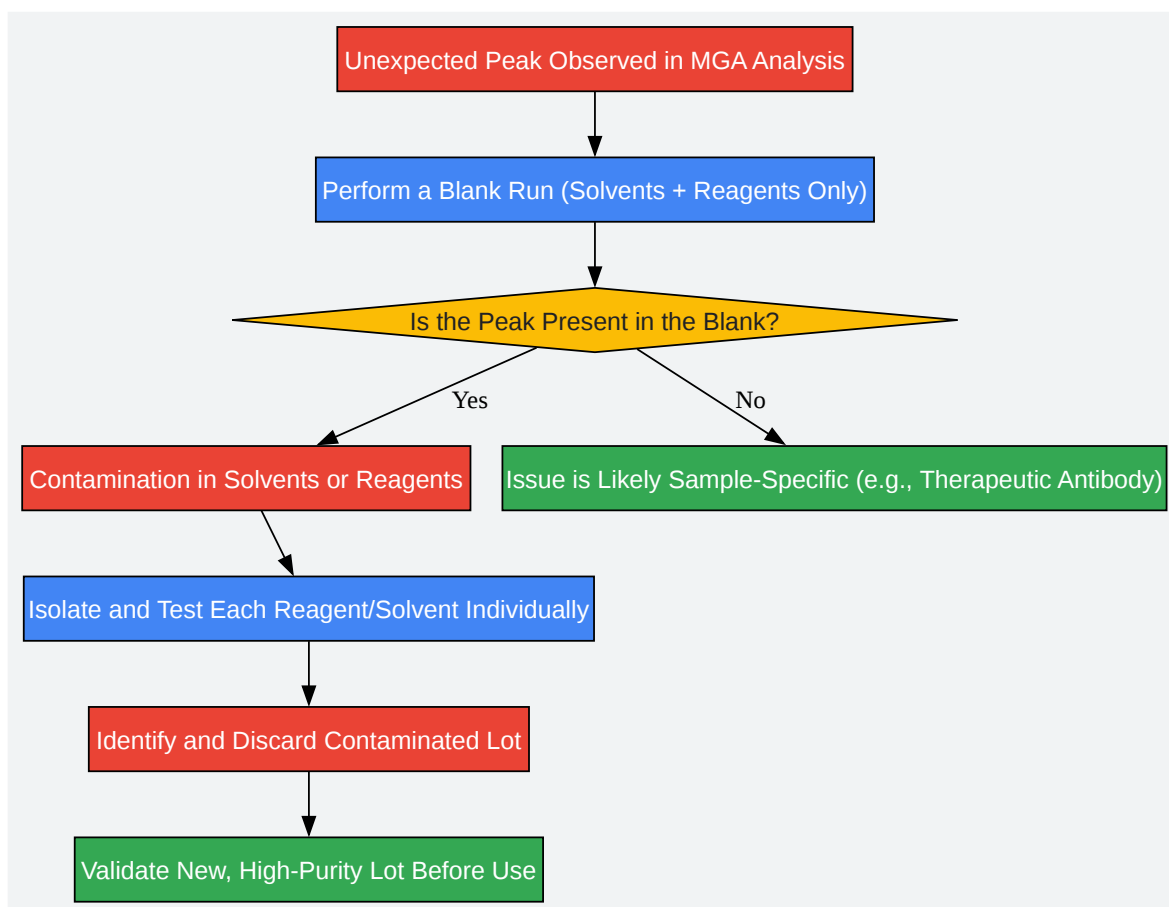 Unexpected Peak Observed in MGA Analysis
Perform a Blank Run (Solvents + Reagents Only)
Is the Peak Present in the Blank?
Yes
No
Contamination in Solvents or Reagents
Issue is Likely Sample-Specific (e.g., Therapeutic Antibody)
Isolate and Test Each Reagent/Solvent Individually
Identify and Discard Contaminated Lot
Validate New, High-Purity Lot Before Use